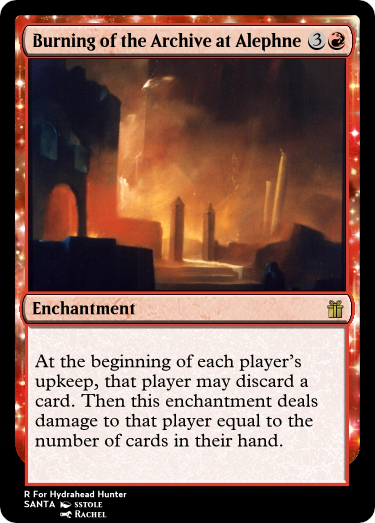 Burning of the Archive at Alephne 3
Enchantment
At the beginning of each player's
upkeep, that player may discard a
card. Then this enchantment deals
damage to that player equal to the
number of cards in their hand.
R For Hydrahead Hunter
SANTA SSTOLE
RACHEL